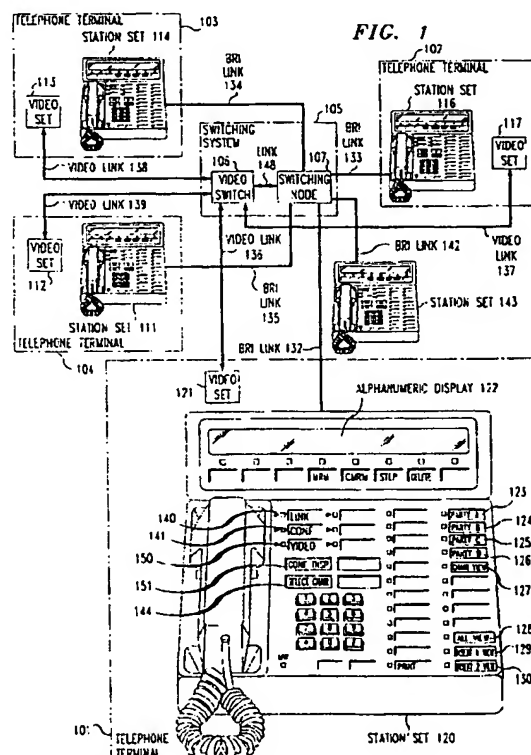 FIG. 1
103
TELEPHONE TERMINAL
STATION SET 114
113
VIDEO SET
BRI LINK 134
VIDEO LINK 138
102
TELEPHONE TERMINAL
STATION SET 116
117
VIDEO SET
105
SWITCHING SYSTEM
106
LINK 148
107
BRI LINK 133
VIDEO SWITCH
SWITCHING NODE
VIDEO LINK 139
VIDEO LINK 136
VIDEO LINK 137
BRI LINK 142
VIDEO SET
112
STATION SET 111
TELEPHONE TERMINAL
104
BRI LINK 135
STATION SET 143
BRI LINK 132
121
VIDEO SET
ALPHANUMERIC DISPLAY 122
DELETE
123
140
LINK
PARTY A
124
141
CONF
PARTY B
125
150
VIDEO
PARTY C
126
151
CONF DISP
PARTY D
127
144
128
ALL VIEW
129
130
PRINT
101
TELEPHONE TERMINAL
STATION SET 120